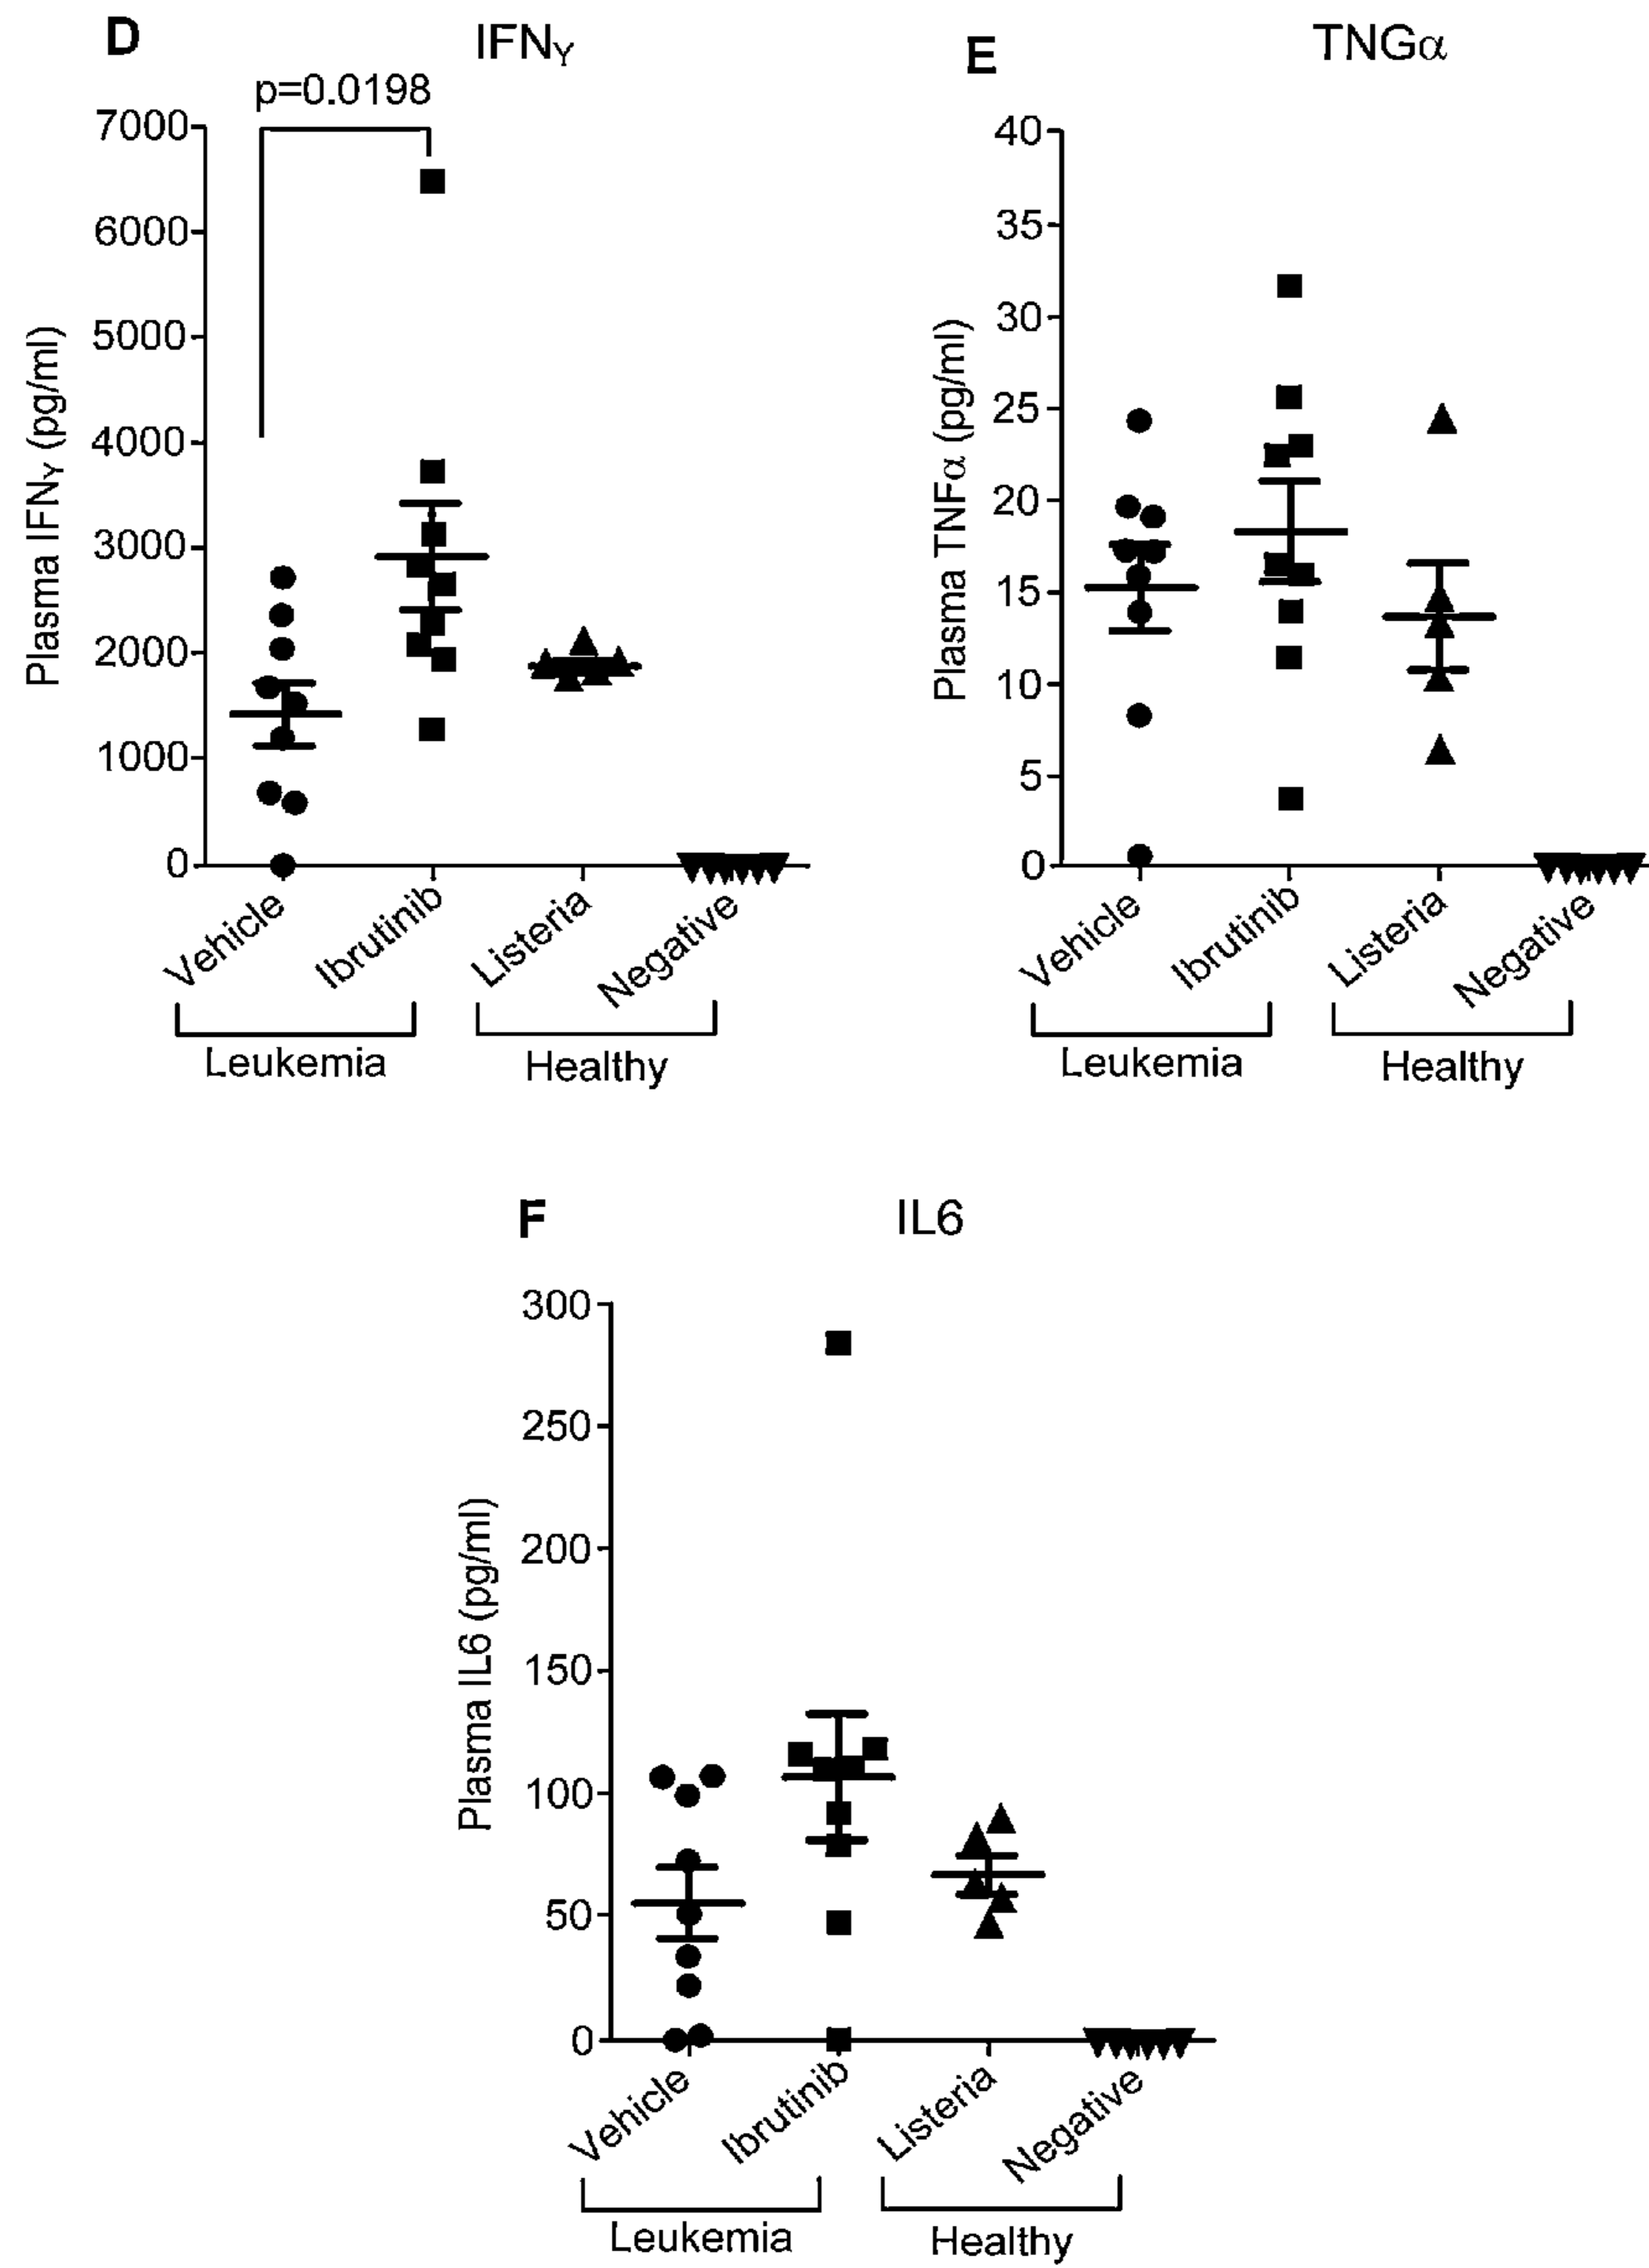 D
IFNγ
p=0.0198
7000
6000
5000
4000
3000
2000
1000
0
Plasma IFNγ (pg/ml)
Vehicle
Ibrutinib
Listeria
Negative
Leukemia
Healthy
E
TNGα
40
35
30
25
20
15
10
5
0
Plasma TNFα (pg/ml)
Vehicle
Ibrutinib
Listeria
Negative
Leukemia
Healthy
F
IL6
300
250
200
150
100
50
0
Plasma IL6 (pg/ml)
Vehicle
Ibrutinib
Listeria
Negative
Leukemia
Healthy